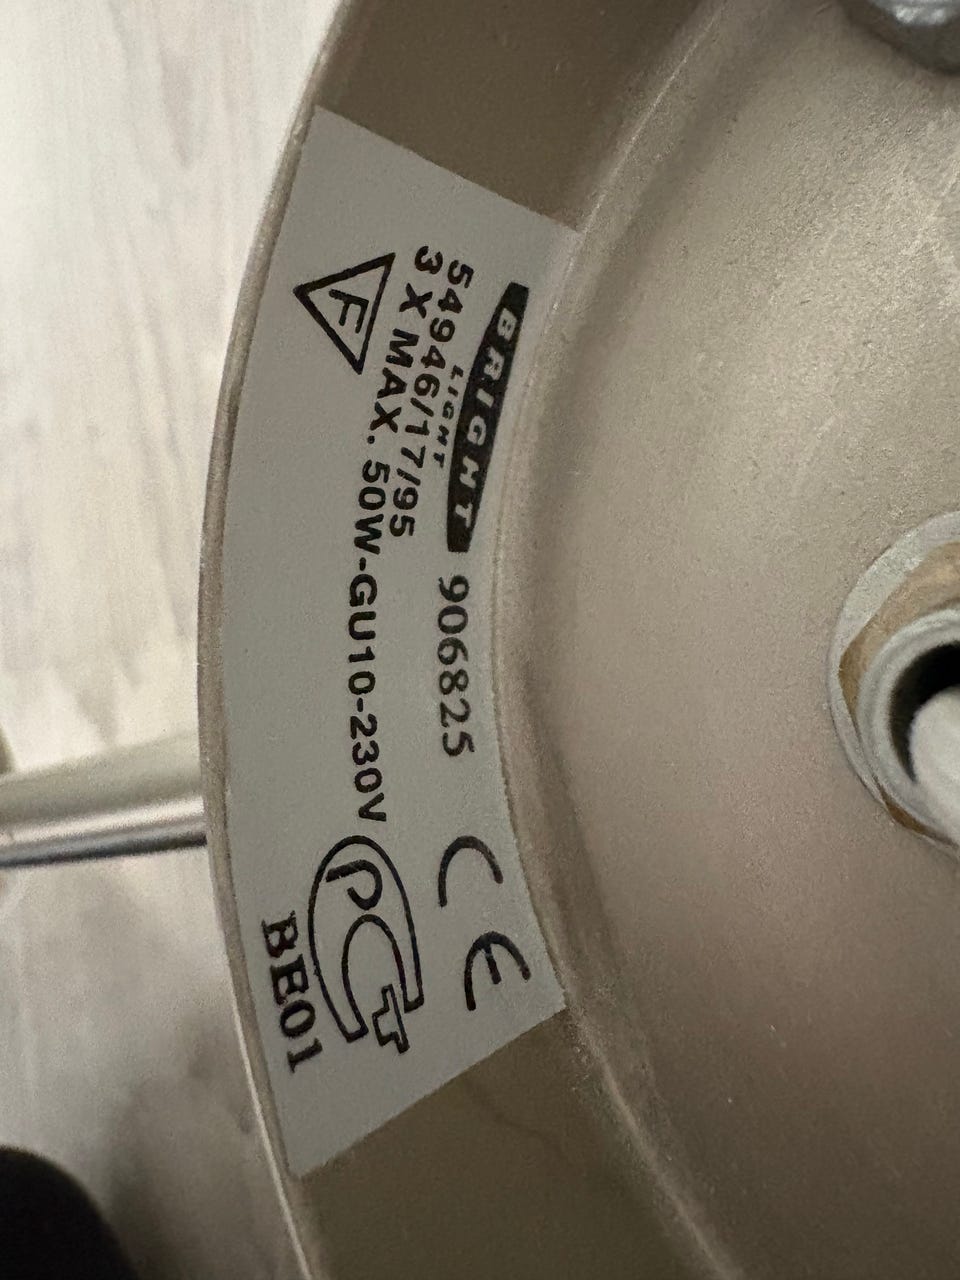 BRIGHT
LIGHT
906825
54946/17/95
3 X MAX. 50W-GU10-230V
F
CE
PCT
BE01